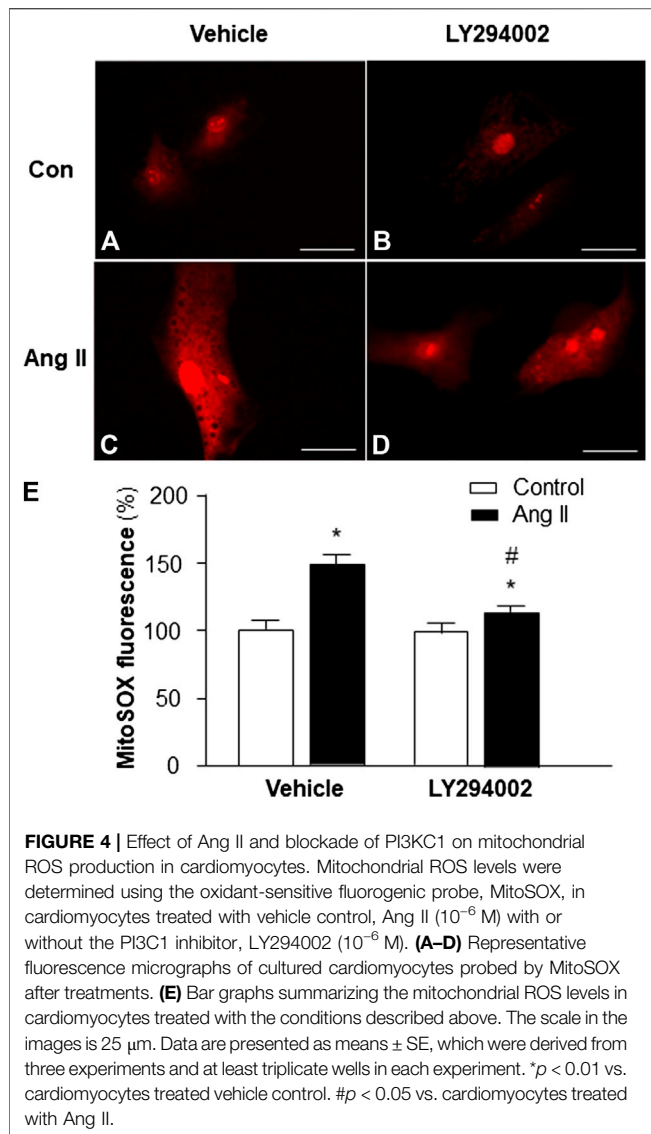 Vehicle LY294002
Con
A B
Ang II
C D
E
200
150
100
50
0
MitoSOX fluorescence (%)
Control
Ang II
*
#
*
Vehicle LY294002
FIGURE 4 | Effect of Ang II and blockade of PI3KC1 on mitochondrial
ROS production in cardiomyocytes. Mitochondrial ROS levels were
determined using the oxidant-sensitive fluorogenic probe, MitoSOX, in
cardiomyocytes treated with vehicle control, Ang II (10⁻⁶ M) with or
without the PI3C1 inhibitor, LY294002 (10⁻⁶ M). (A–D) Representative
fluorescence micrographs of cultured cardiomyocytes probed by MitoSOX
after treatments. (E) Bar graphs summarizing the mitochondrial ROS levels in
cardiomyocytes treated with the conditions described above. The scale in the
images is 25 μm. Data are presented as means ± SE, which were derived from
three experiments and at least triplicate wells in each experiment. *p < 0.01 vs.
cardiomyocytes treated vehicle control. #p < 0.05 vs. cardiomyocytes treated
with Ang II.